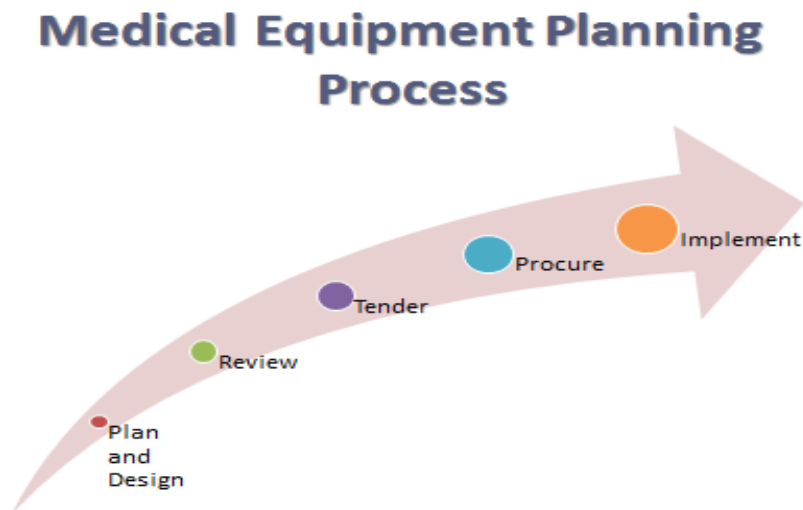 Medical Equipment Planning
Process
Plan
and
Design
Review
Tender
Procure
Implement